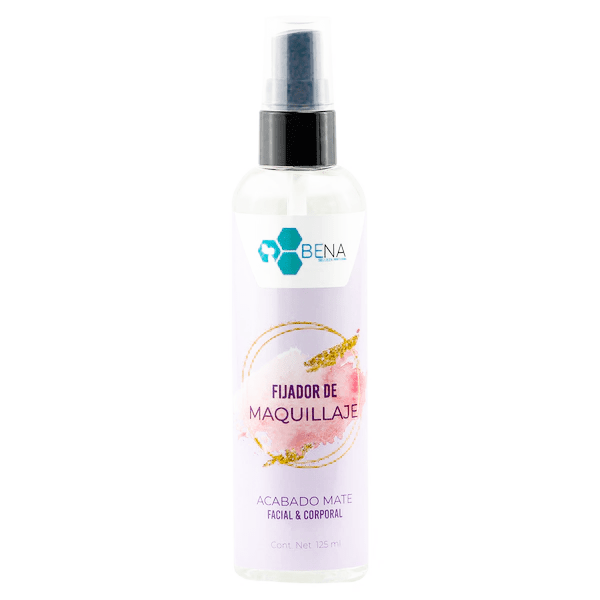 BENA
FIJADOR DE
MAQUILLAJE
ACABADO MATE
FACIAL & CORPORAL
Cont. Net. 125 ml